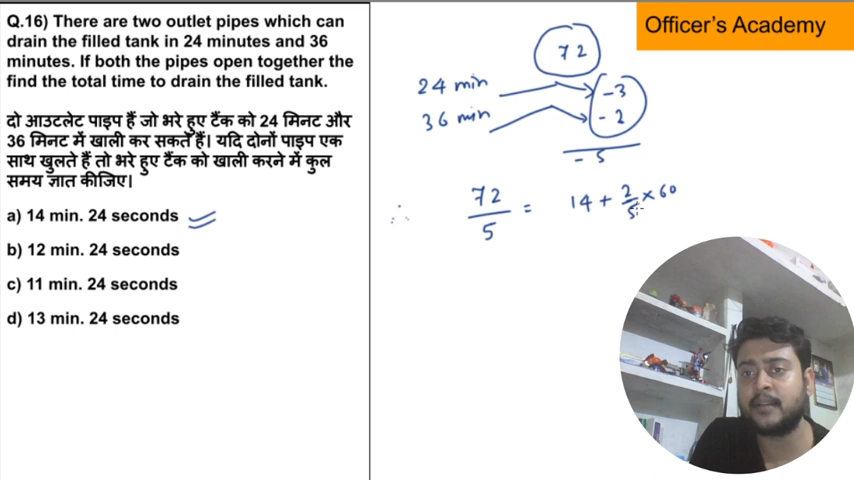 Q.16) There are two outlet pipes which can
drain the filled tank in 24 minutes and 36
minutes. If both the pipes open together the
find the total time to drain the filled tank.
दो आउटलेट पाइप हैं जो भरे हुए टैंक को 24 मिनट और
36 मिनट में खाली कर सकते हैं। यदि दोनों पाइप एक
साथ खुलते हैं तो भरे हुए टैंक को खाली करने में कुल
समय ज्ञात कीजिए।
a) 14 min. 24 seconds
b) 12 min. 24 seconds
c) 11 min. 24 seconds
d) 13 min. 24 seconds
Officer's Academy
72
24 min - 3
36 min - 2
- 5
∴ 72/5 = 14 + 2/5 × 60